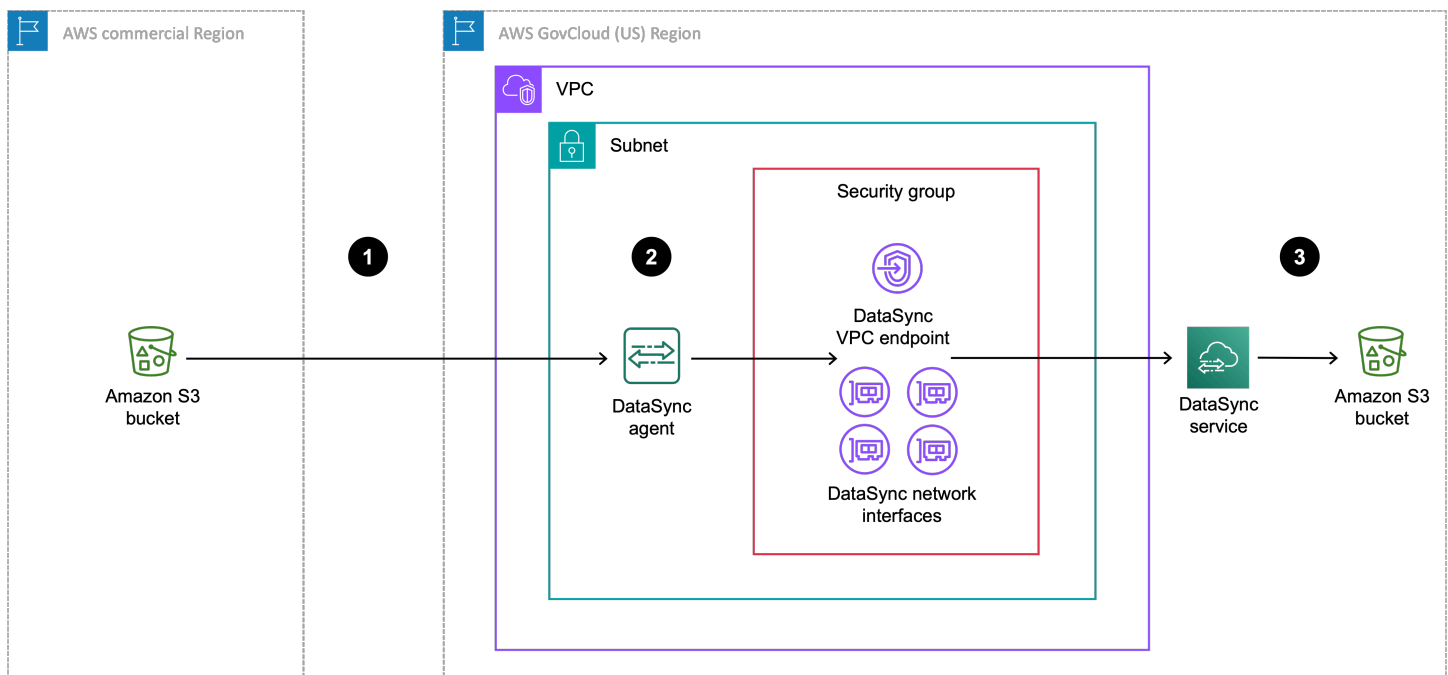 AWS commercial Region
AWS GovCloud (US) Region
VPC
Subnet
Security group
1
2
3
DataSync
VPC endpoint
Amazon S3
bucket
DataSync
agent
DataSync network
interfaces
DataSync
service
Amazon S3
bucket